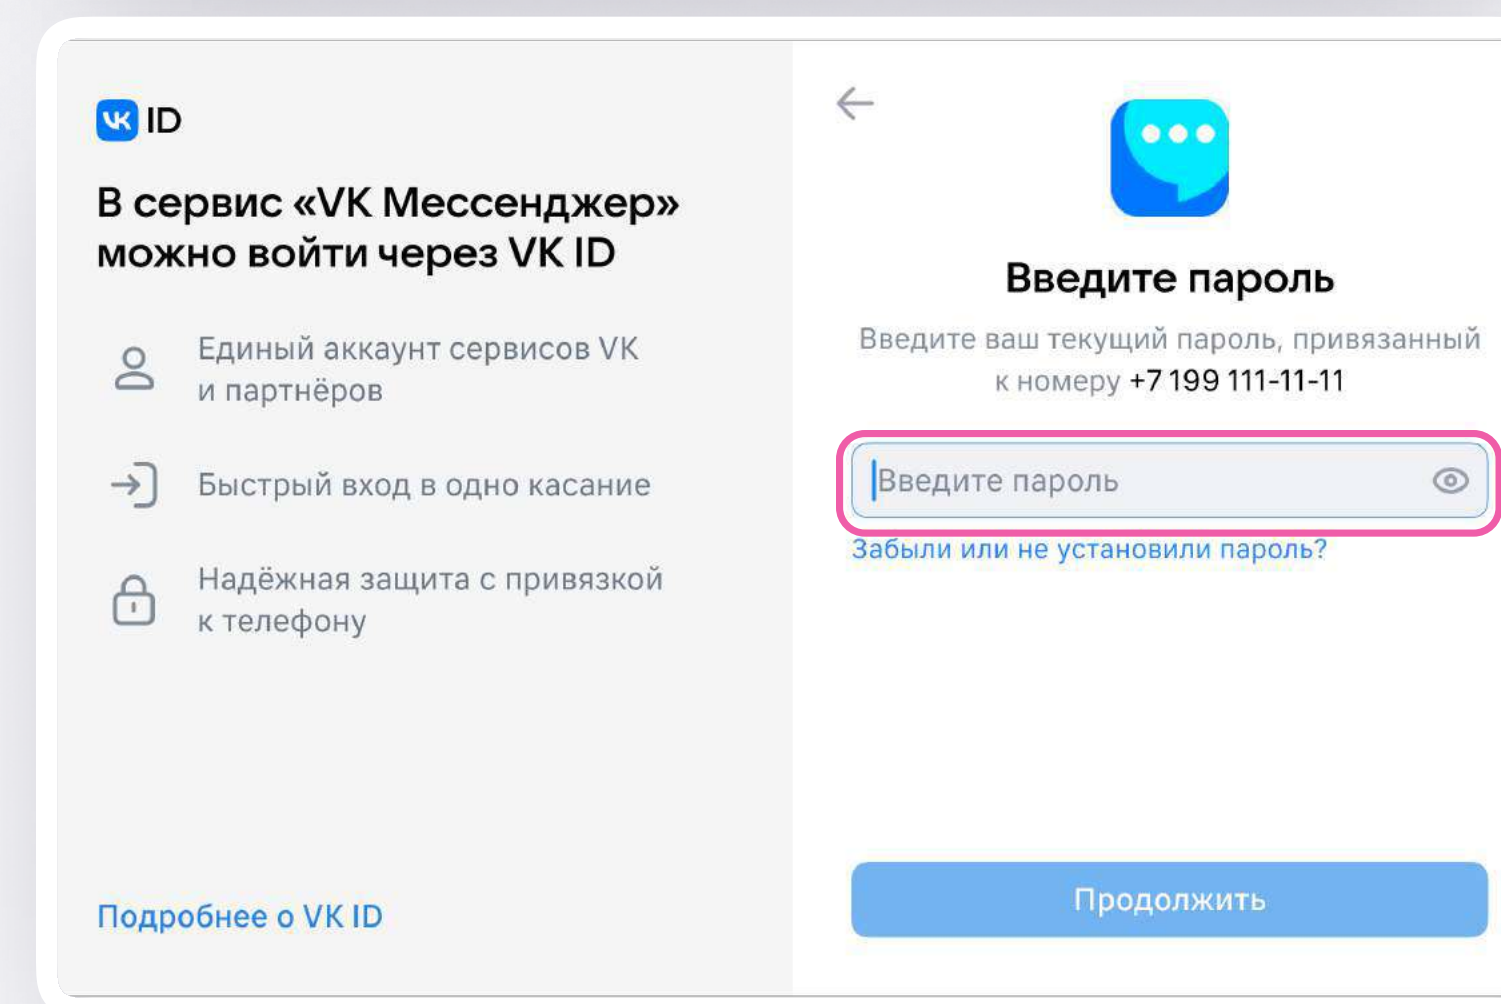 VK ID
В сервис «VK Мессенджер»
можно войти через VK ID
Единый аккаунт сервисов VK
и партнёров
Быстрый вход в одно касание
Надёжная защита с привязкой
к телефону
Подробнее о VK ID
Введите пароль
Введите ваш текущий пароль, привязанный
к номеру +7 199 111-11-11
Введите пароль
Забыли или не установили пароль?
Продолжить